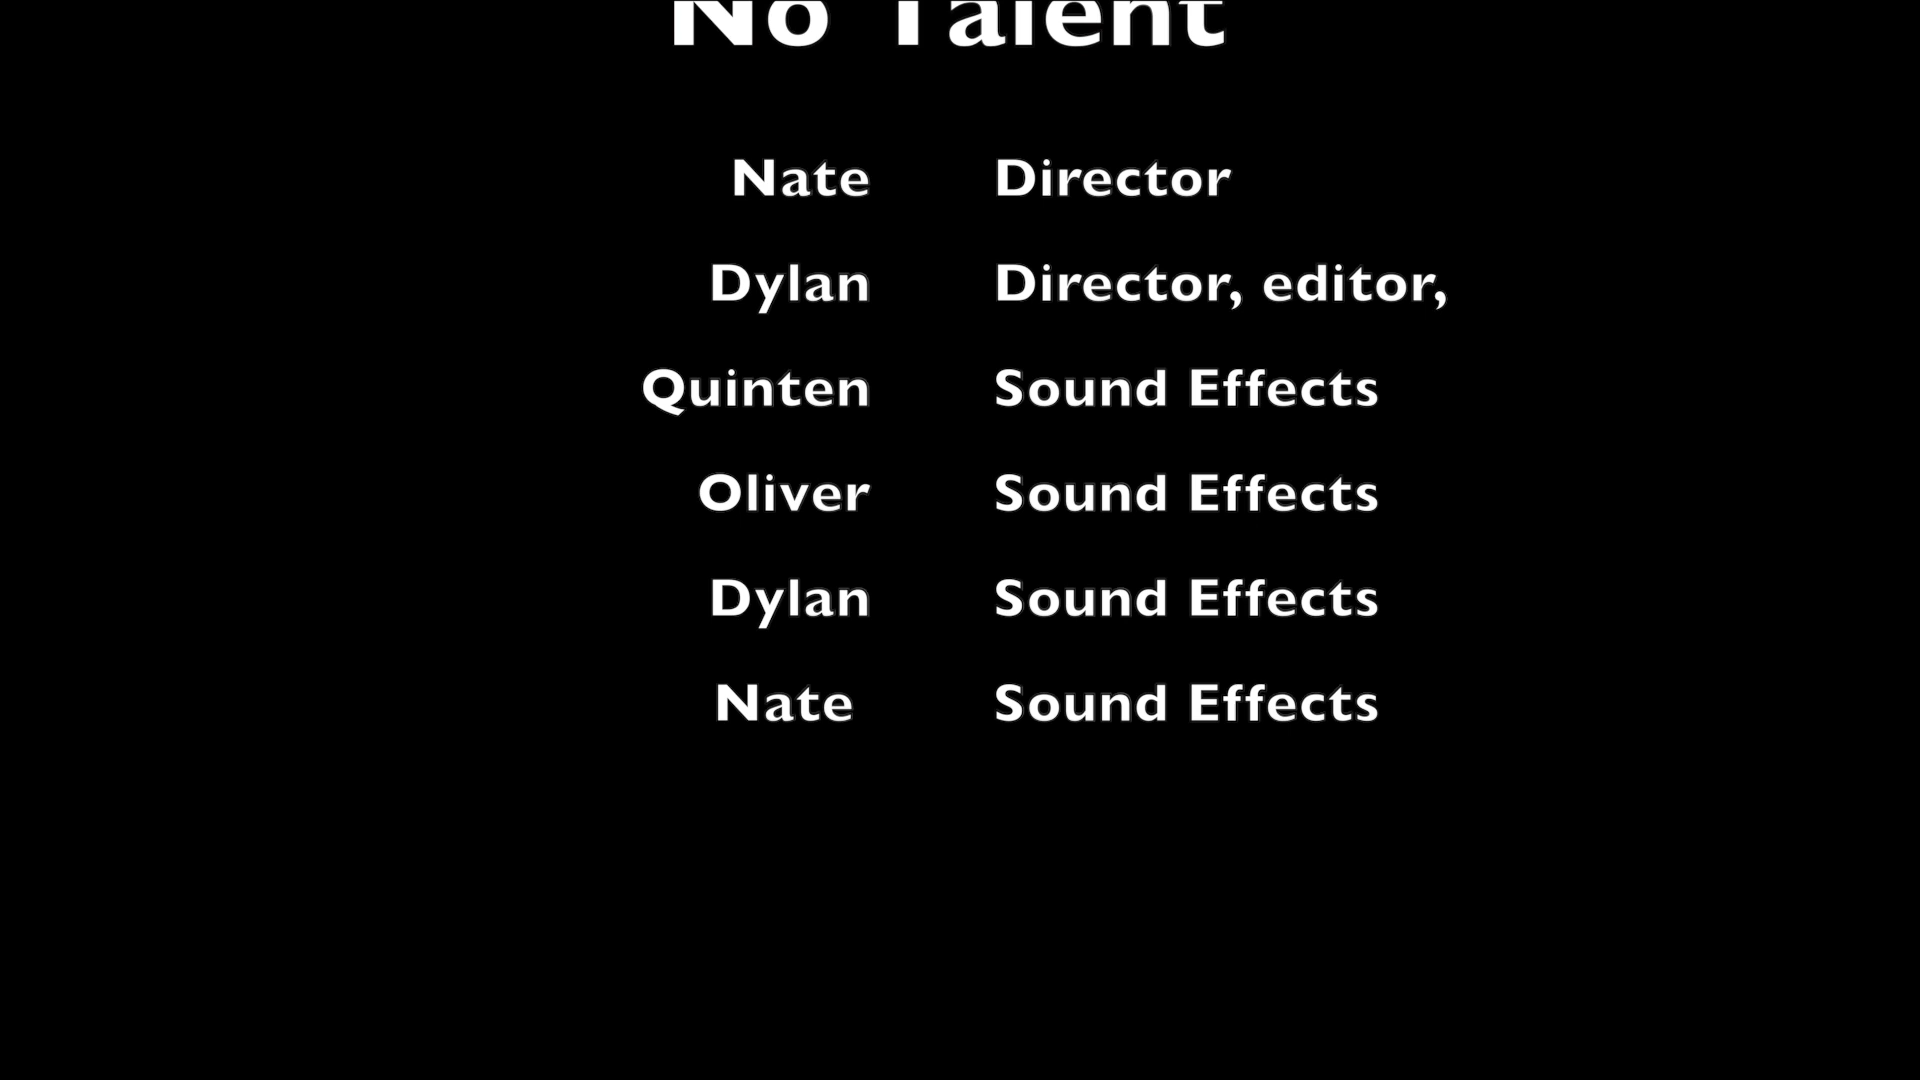 No Talent
Nate Director
Dylan Director, editor,
Quinten Sound Effects
Oliver Sound Effects
Dylan Sound Effects
Nate Sound Effects